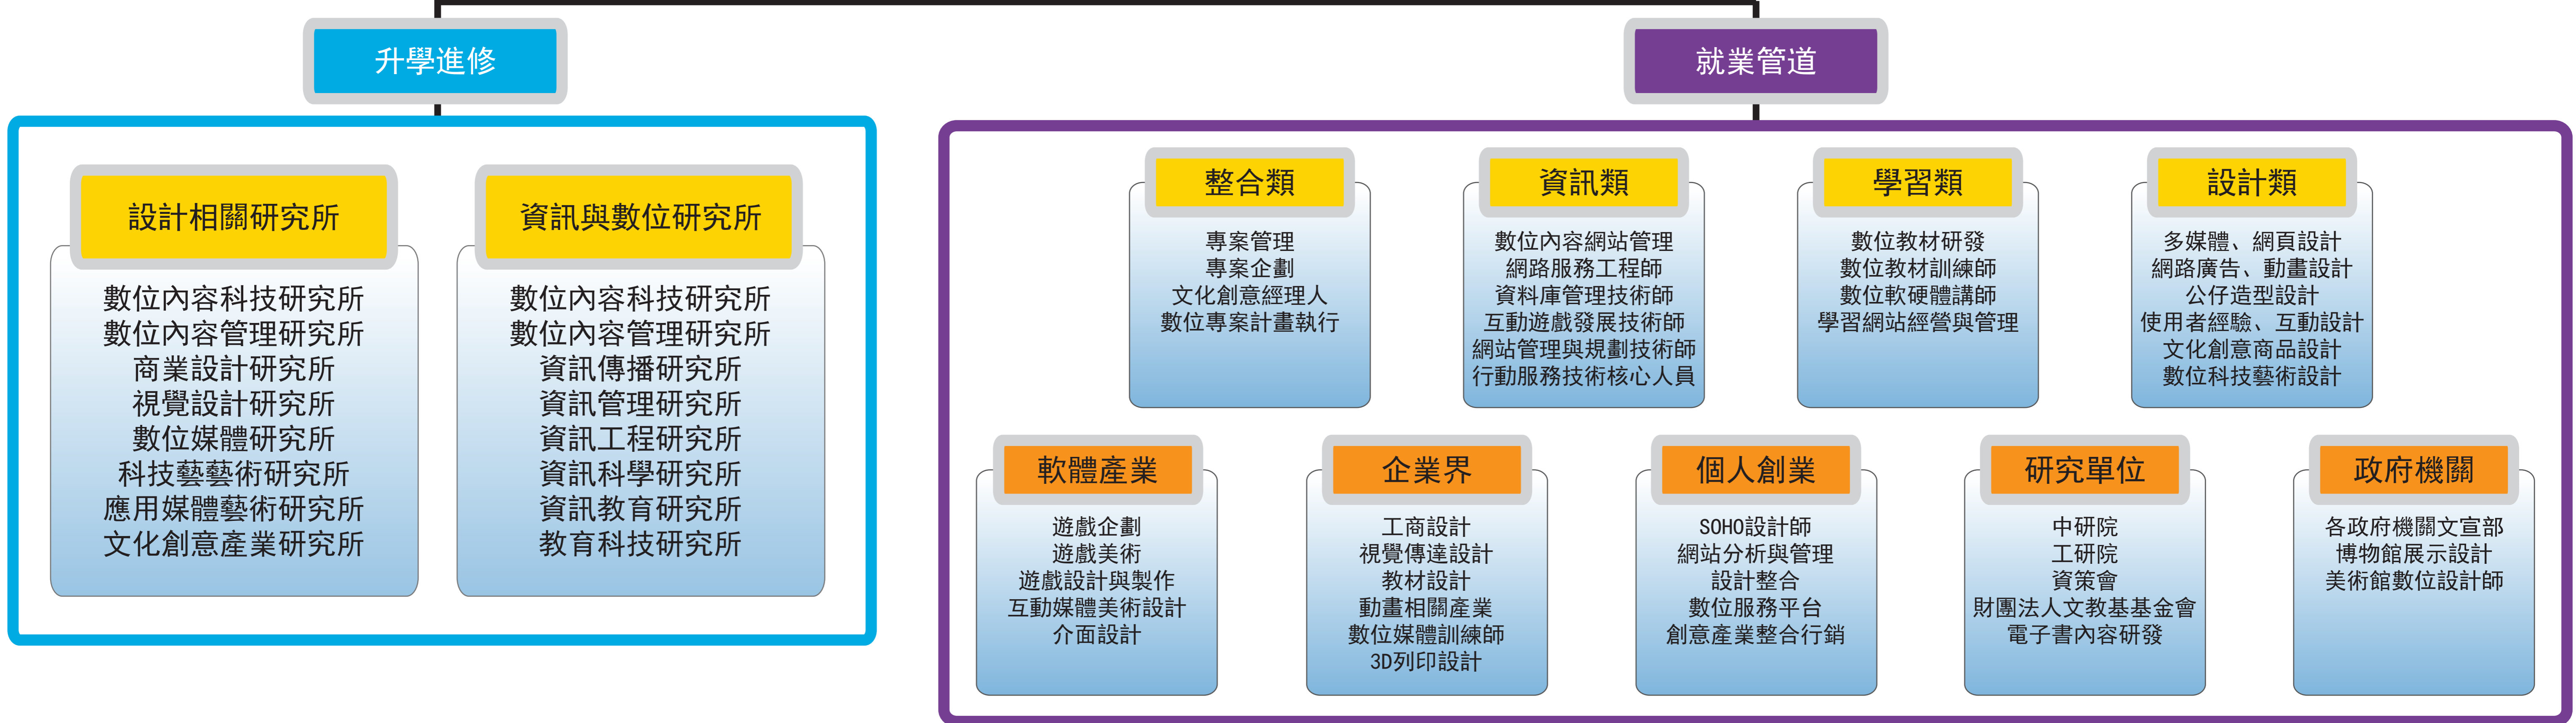 升學進修
就業管道
設計相關研究所
數位內容科技研究所
數位內容管理研究所
商業設計研究所
視覺設計研究所
數位媒體研究所
科技藝藝術研究所
應用媒體藝術研究所
文化創意產業研究所
資訊與數位研究所
數位內容科技研究所
數位內容管理研究所
資訊傳播研究所
資訊管理研究所
資訊工程研究所
資訊科學研究所
資訊教育研究所
教育科技研究所
整合類
專案管理
專案企劃
文化創意經理人
數位專案計畫執行
資訊類
數位內容網站管理
網路服務工程師
資料庫管理技術師
互動遊戲發展技術師
網站管理與規劃技術師
行動服務技術核心人員
學習類
數位教材研發
數位教材訓練師
數位軟硬體講師
學習網站經營與管理
設計類
多媒體、網頁設計
網路廣告、動畫設計
公仔造型設計
使用者經驗、互動設計
文化創意商品設計
數位科技藝術設計
軟體產業
遊戲企劃
遊戲美術
遊戲設計與製作
互動媒體美術設計
介面設計
企業界
工商設計
視覺傳達設計
教材設計
動畫相關產業
數位媒體訓練師
3D列印設計
個人創業
SOHO設計師
網站分析與管理
設計整合
數位服務平台
創意產業整合行銷
研究單位
中研院
工研院
資策會
財團法人文教基基金會
電子書內容研發
政府機關
各政府機關文宣部
博物館展示設計
美術館數位設計師